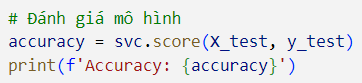 # Đánh giá mô hình
accuracy = svc.score(X_test, y_test)
print(f'Accuracy: {accuracy}')